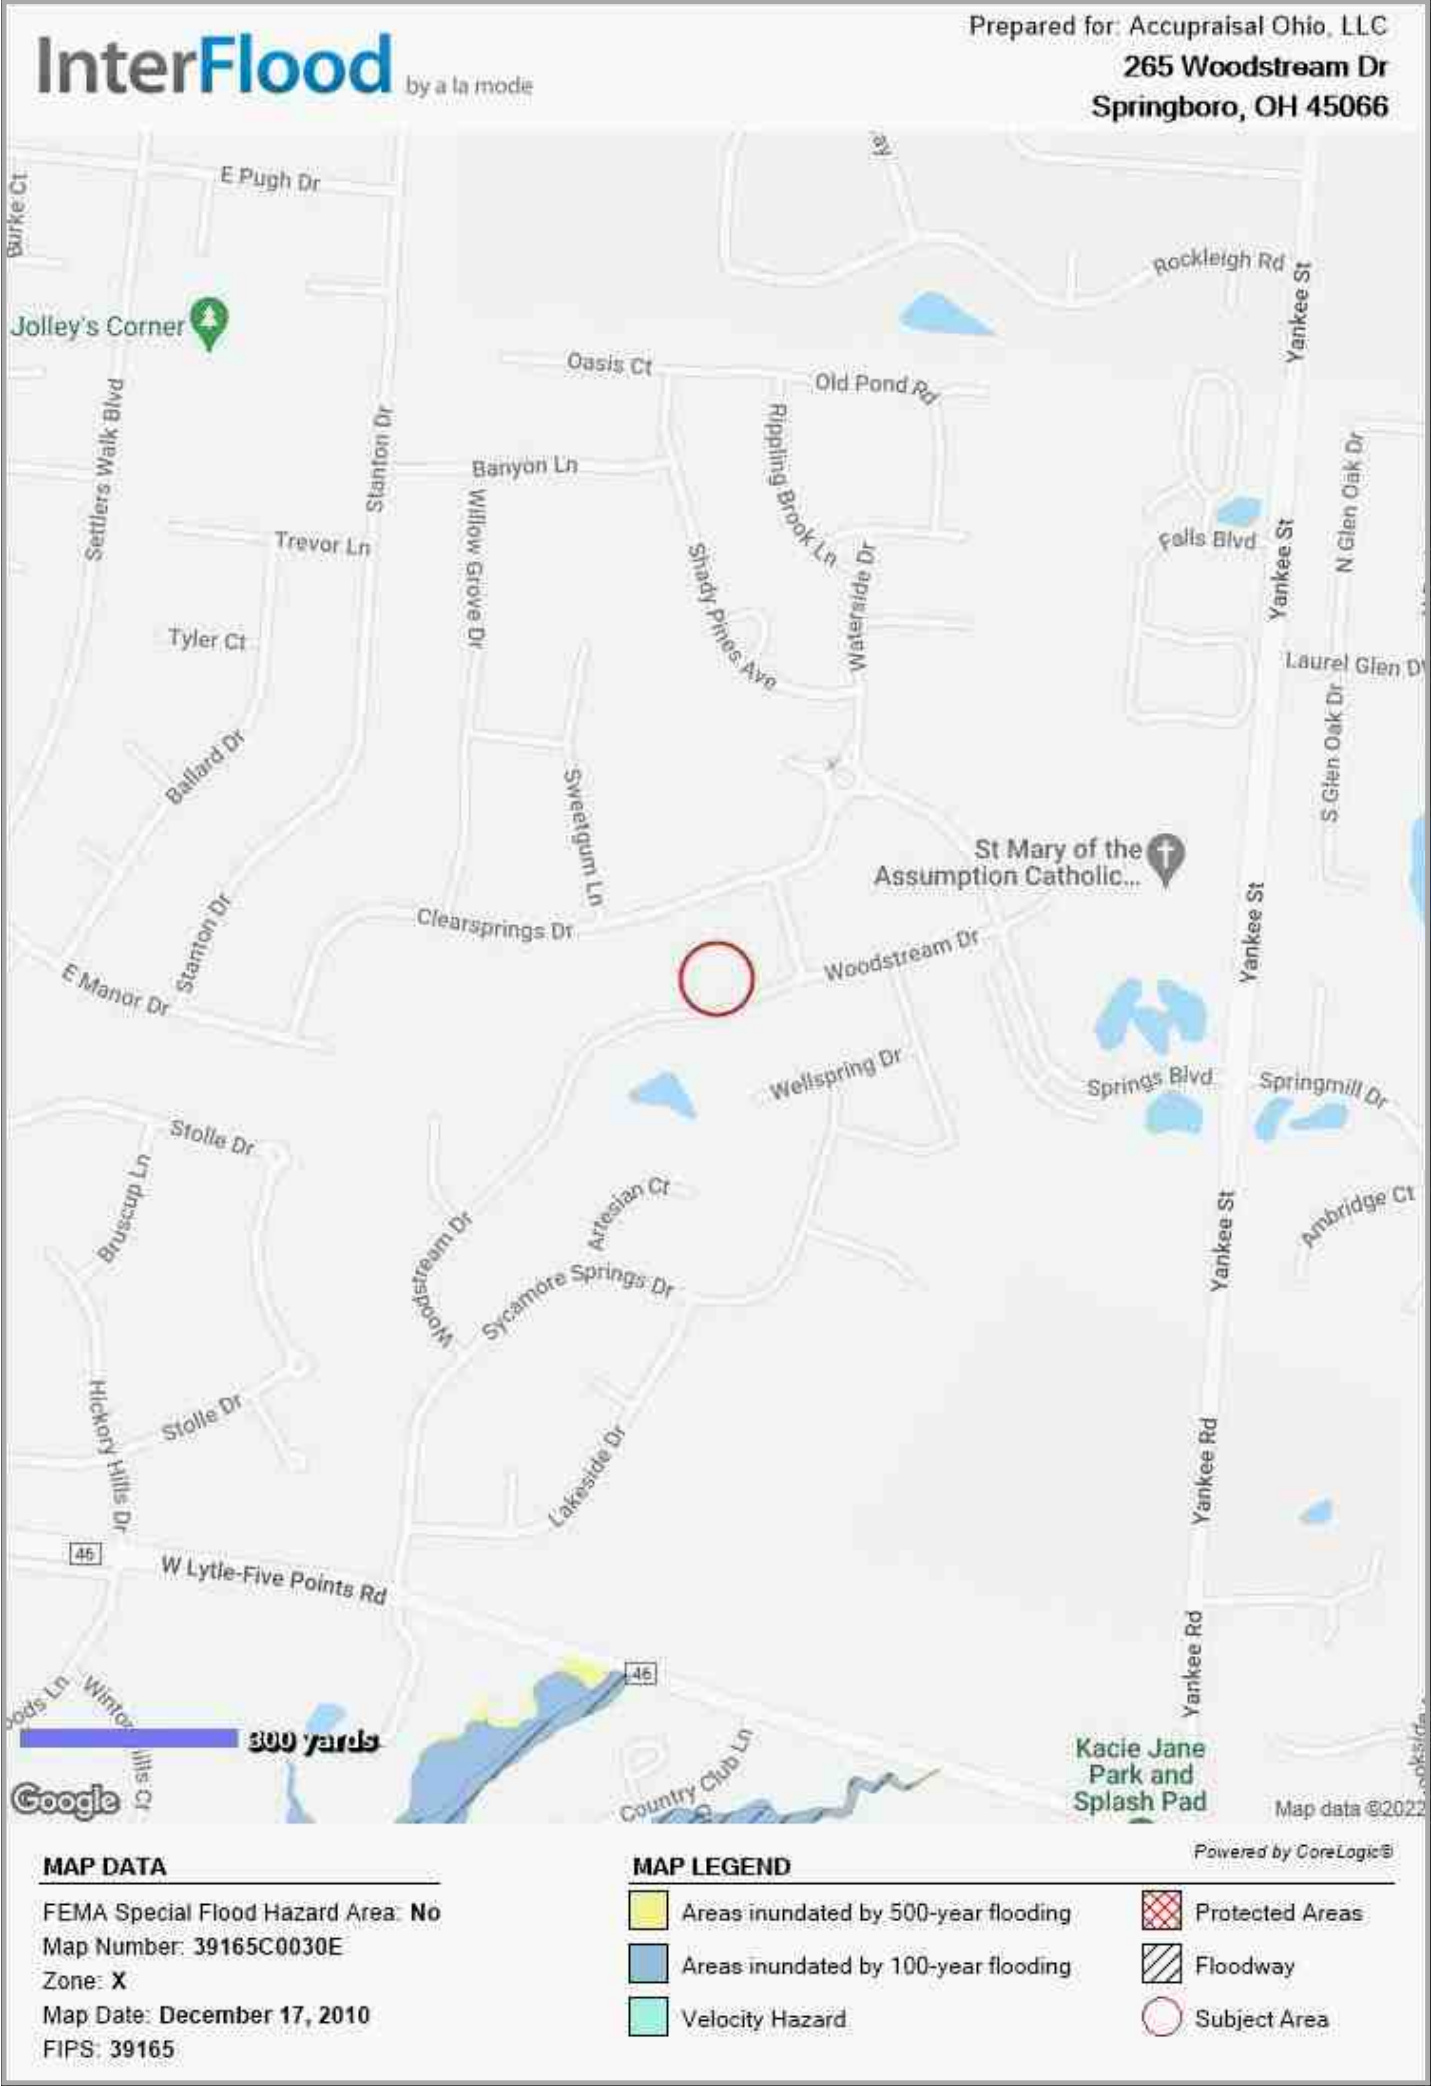 InterFlood by a la mode
Prepared for: Accupraisal Ohio, LLC
265 Woodstream Dr
Springboro, OH 45066
E Pugh Dr
Burke Ct
Rockleigh Rd
Yankee St
Jolley's Corner
Oasis Ct
Old Pond Rd
Settlers Walk Blvd
Stanton Dr
Rippling Brook Ln
Banyon Ln
N Glen Oak Dr
Willow Grove Dr
Trevor Ln
Falls Blvd
Yankee St
Shady Pines Ave
Waterside Dr
Tyler Ct
Laurel Glen D
S Glen Oak Dr
Ballard Dr
Sweetgum Ln
St Mary of the
Assumption Catholic...
Stanton Dr
Clearsprings Dr
Yankee St
Woodstream Dr
E Manor Dr
Wellspring Dr
Springs Blvd
Springmill Dr
Stolle Dr
Bruscup Ln
Artesian Ct
Yankee St
Ambridge Ct
Woodstream Dr
Sycamore Springs Dr
Hickory Hills Dr
Stolle Dr
Lakeside Dr
Yankee Rd
46
W Lytle-Five Points Rd
46
Yankee Rd
ods Ln
300 yards
Country Club Ln
Kacie Jane
Park and
Splash Pad
Google
Map data ©2022
Powered by CoreLogic®
MAP DATA
FEMA Special Flood Hazard Area: No
Map Number: 39165C0030E
Zone: X
Map Date: December 17, 2010
FIPS: 39165
MAP LEGEND
Areas inundated by 500-year flooding
Areas inundated by 100-year flooding
Velocity Hazard
Protected Areas
Floodway
Subject Area